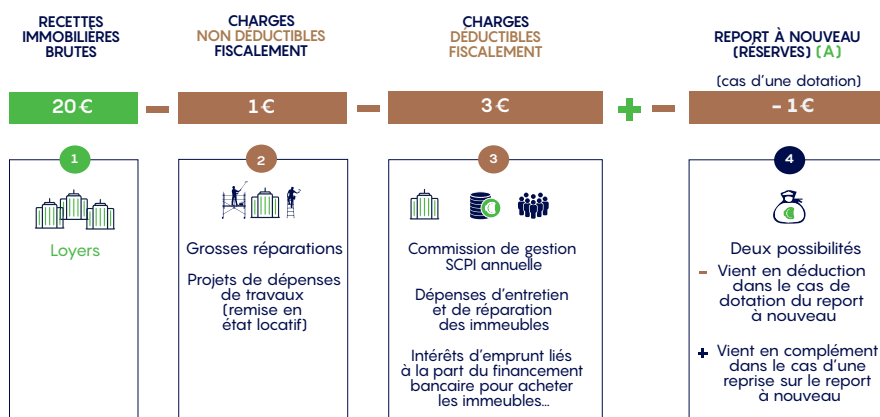 RECETTES
IMMOBILIÈRES
BRUTES
20 €
1
Loyers
CHARGES
NON DÉDUCTIBLES
FISCALEMENT
1 €
2
Grosses réparations
Projets de dépenses
de travaux
(remise en
état locatif)
CHARGES
DÉDUCTIBLES
FISCALEMENT
3 €
3
Commission de gestion
SCPI annuelle
Dépenses d'entretien
et de réparation
des immeubles
Intérêts d'emprunt liés
à la part du financement
bancaire pour acheter
les immeubles...
REPORT À NOUVEAU
(RÉSERVES) (A)
(cas d'une dotation)
- 1 €
4
Deux possibilités
- Vient en déduction
dans le cas de
dotation du report
à nouveau
+ Vient en complément
dans le cas d'une
reprise sur le report
à nouveau